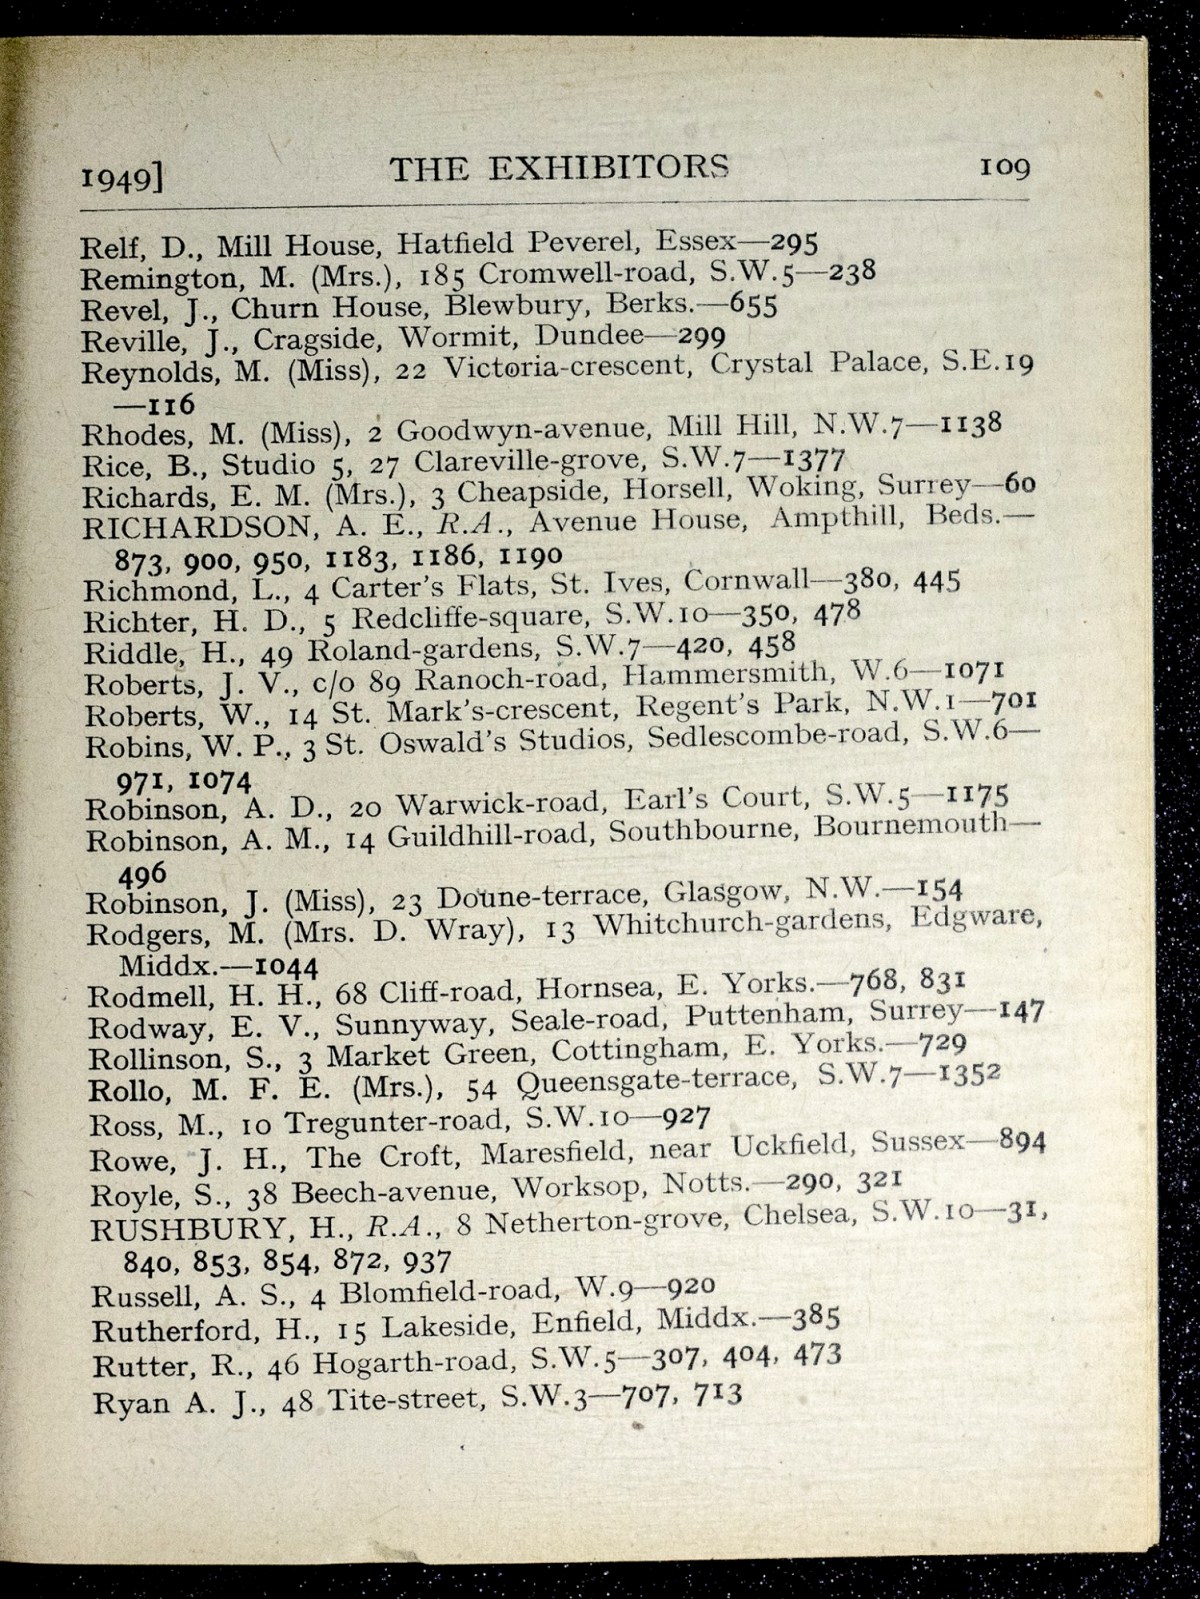 1949] THE EXHIBITORS 109
Relf, D., Mill House, Hatfield Peverel, Essex—295
Remington, M. (Mrs.), 185 Cromwell-road, S.W.5—238
Revel, J., Churn House, Blewbury, Berks.—655
Reville, J., Cragside, Wormit, Dundee—299
Reynolds, M. (Miss), 22 Victoria-crescent, Crystal Palace, S.E.19
—116
Rhodes, M. (Miss), 2 Goodwyn-avenue, Mill Hill, N.W.7—1138
Rice, B., Studio 5, 27 Clareville-grove, S.W.7—1377
Richards, E. M. (Mrs.), 3 Cheapside, Horsell, Woking, Surrey—60
RICHARDSON, A. E., R.A., Avenue House, Ampthill, Beds.—
873, 900, 950, 1183, 1186, 1190
Richmond, L., 4 Carter's Flats, St. Ives, Cornwall—380, 445
Richter, H. D., 5 Redcliffe-square, S.W.10—350, 478
Riddle, H., 49 Roland-gardens, S.W.7—420, 458
Roberts, J. V., c/o 89 Ranoch-road, Hammersmith, W.6—1071
Roberts, W., 14 St. Mark's-crescent, Regent's Park, N.W.1—701
Robins, W. P., 3 St. Oswald's Studios, Sedlescombe-road, S.W.6—
971, 1074
Robinson, A. D., 20 Warwick-road, Earl's Court, S.W.5—1175
Robinson, A. M., 14 Guildhill-road, Southbourne, Bournemouth—
496
Robinson, J. (Miss), 23 Doune-terrace, Glasgow, N.W.—154
Rodgers, M. (Mrs. D. Wray), 13 Whitchurch-gardens, Edgware,
Middx.—1044
Rodmell, H. H., 68 Cliff-road, Hornsea, E. Yorks.—768, 831
Rodway, E. V., Sunnyway, Seale-road, Puttenham, Surrey—147
Rollinson, S., 3 Market Green, Cottingham, E. Yorks.—729
Rollo, M. F. E. (Mrs.), 54 Queensgate-terrace, S.W.7—1352
Ross, M., 10 Tregunter-road, S.W.10—927
Rowe, J. H., The Croft, Maresfield, near Uckfield, Sussex—894
Royle, S., 38 Beech-avenue, Worksop, Notts.—290, 321
RUSHBURY, H., R.A., 8 Netherton-grove, Chelsea, S.W.10—31,
840, 853, 854, 872, 937
Russell, A. S., 4 Blomfield-road, W.9—920
Rutherford, H., 15 Lakeside, Enfield, Middx.—385
Rutter, R., 46 Hogarth-road, S.W.5—307, 404, 473
Ryan A. J., 48 Tite-street, S.W.3—707, 713